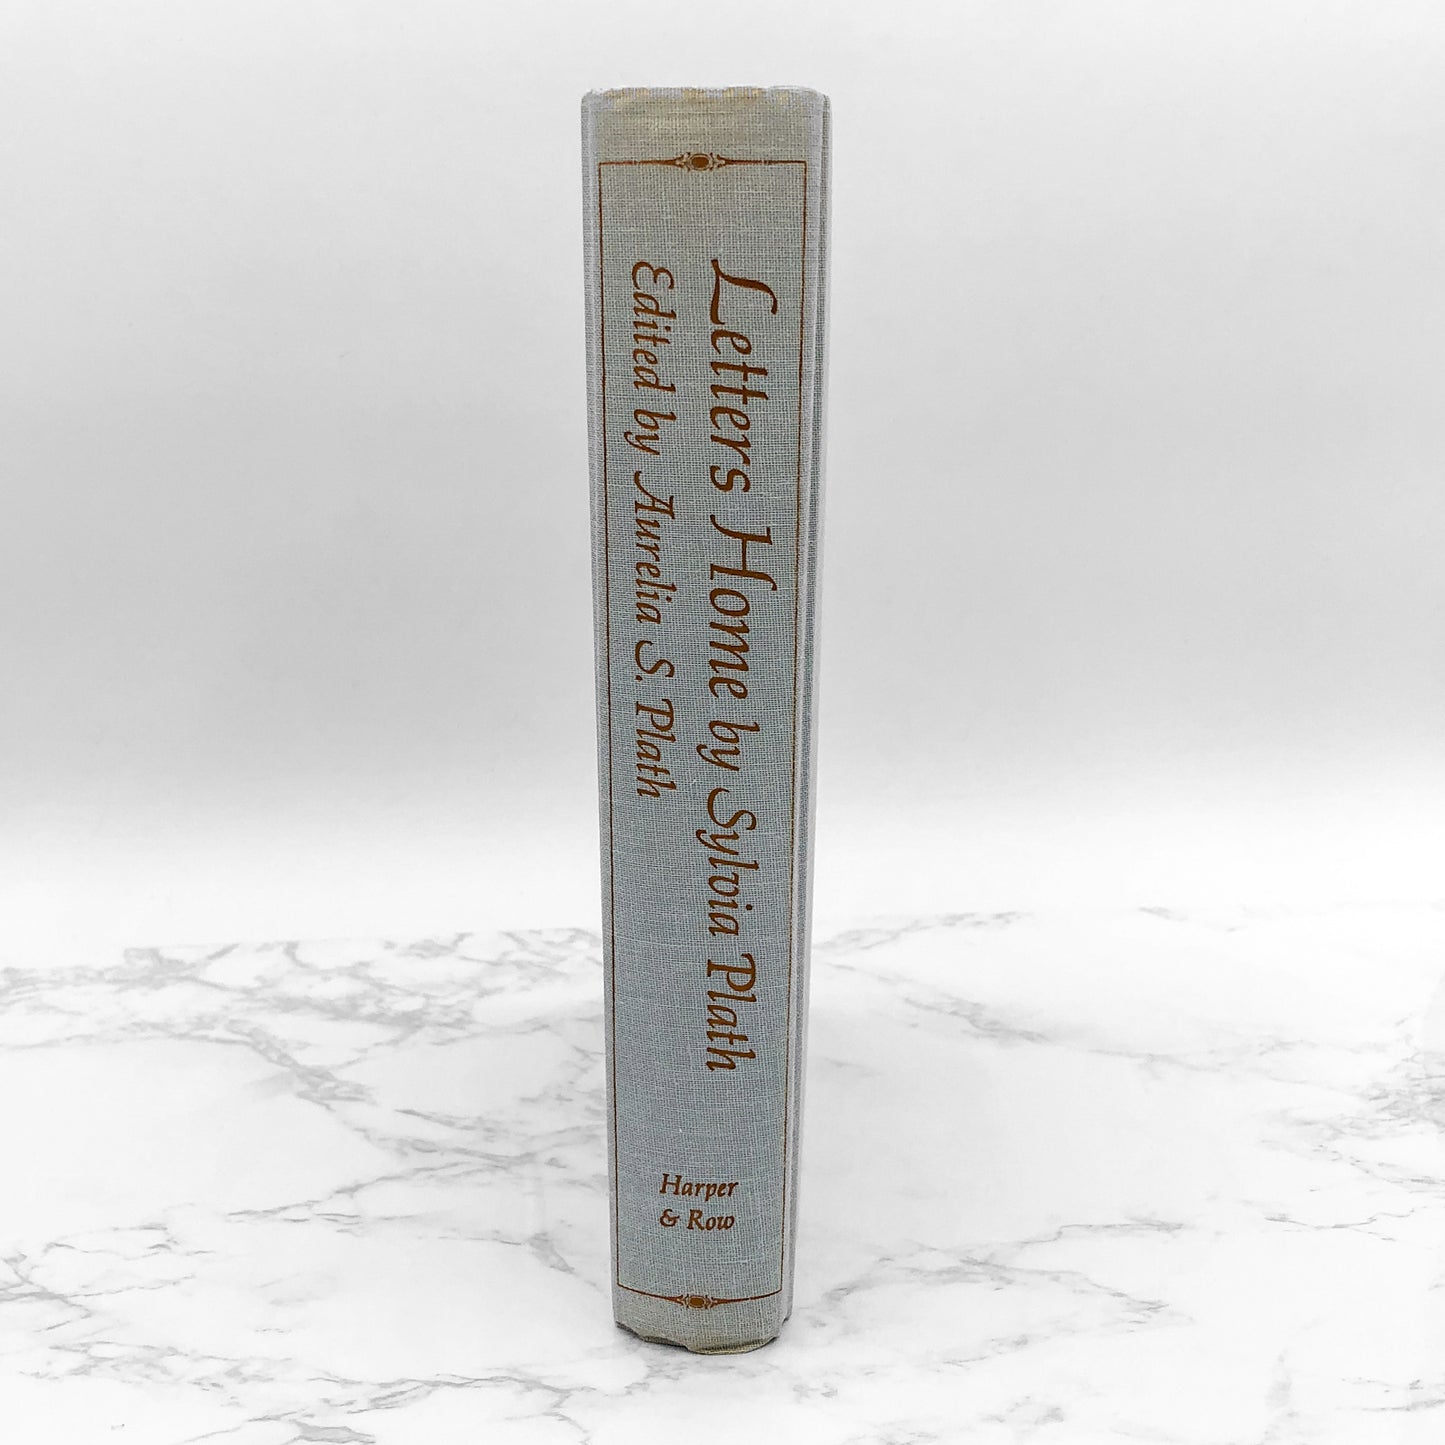 Letters Home by Sylvia Plath
Edited by Aurelia S. Plath
Harper
& Row